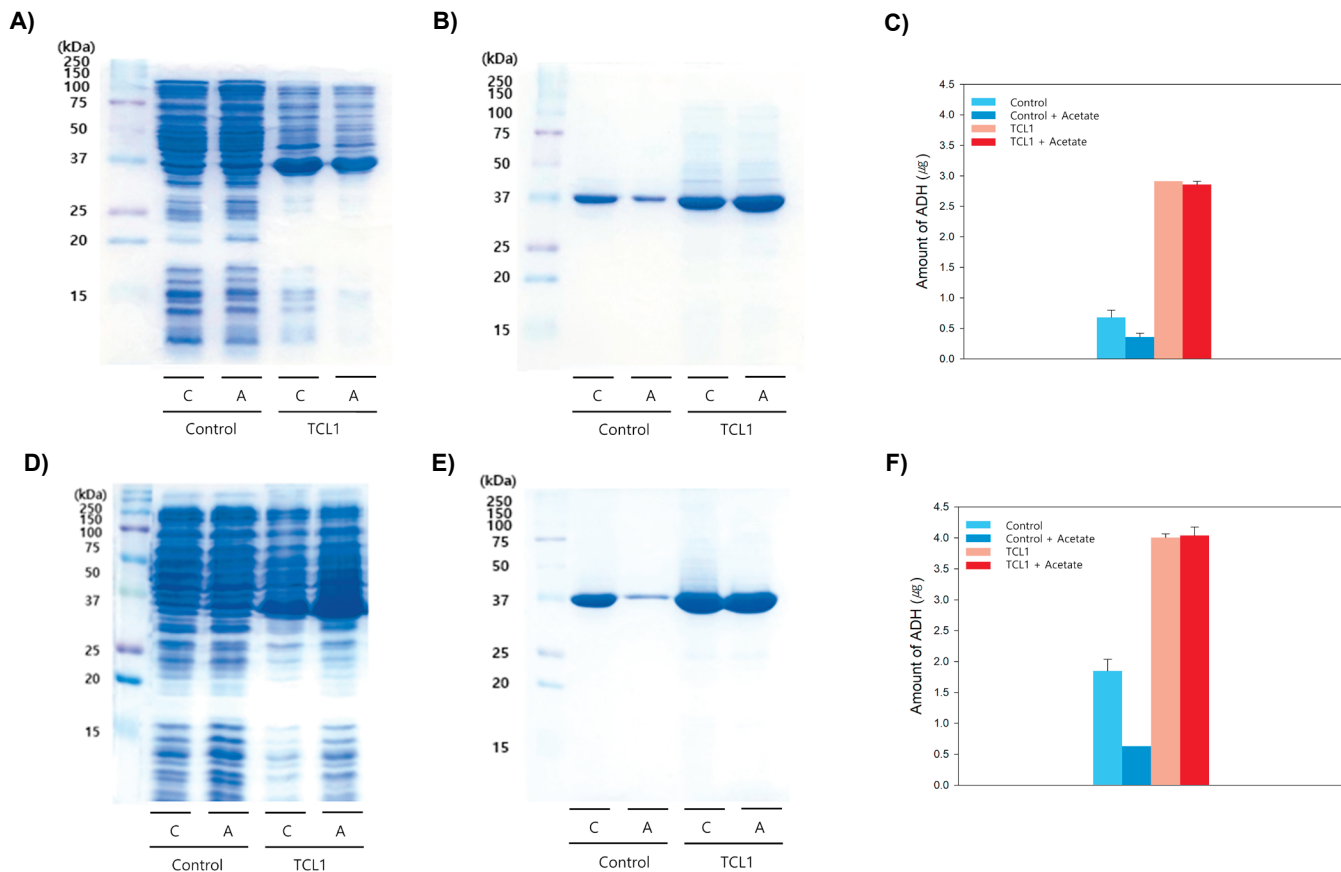 A)
(kDa)
250
150
100
75
50
37
25
20
15
C A C A
Control TCL1
B)
(kDa)
250
150
100
75
50
37
25
20
15
C A C A
Control TCL1
C)
Amount of ADH (㎍)
4.5
4.0
3.5
3.0
2.5
2.0
1.5
1.0
0.5
0.0
Control
Control + Acetate
TCL1
TCL1 + Acetate
D)
(kDa)
250
150
100
75
50
37
25
20
15
C A C A
Control TCL1
E)
(kDa)
250
150
100
75
50
37
25
20
15
C A C A
Control TCL1
F)
Amount of ADH (㎍)
4.5
4.0
3.5
3.0
2.5
2.0
1.5
1.0
0.5
0.0
Control
Control + Acetate
TCL1
TCL1 + Acetate